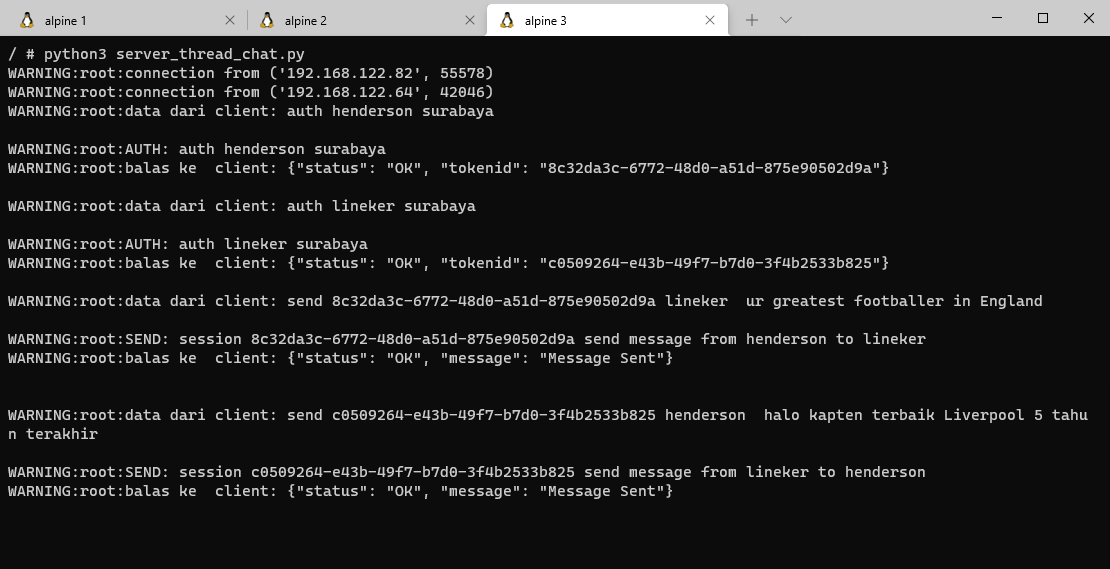 alpine 1
alpine 2
alpine 3
/ # python3 server_thread_chat.py
WARNING:root:connection from ('192.168.122.82', 55578)
WARNING:root:connection from ('192.168.122.64', 42046)
WARNING:root:data dari client: auth henderson surabaya
WARNING:root:AUTH: auth henderson surabaya
WARNING:root:balas ke  client: {"status": "OK", "tokenid": "8c32da3c-6772-48d0-a51d-875e90502d9a"}
WARNING:root:data dari client: auth lineker surabaya
WARNING:root:AUTH: auth lineker surabaya
WARNING:root:balas ke  client: {"status": "OK", "tokenid": "c0509264-e43b-49f7-b7d0-3f4b2533b825"}
WARNING:root:data dari client: send 8c32da3c-6772-48d0-a51d-875e90502d9a lineker  ur greatest footballer in England
WARNING:root:SEND: session 8c32da3c-6772-48d0-a51d-875e90502d9a send message from henderson to lineker
WARNING:root:balas ke  client: {"status": "OK", "message": "Message Sent"}
WARNING:root:data dari client: send c0509264-e43b-49f7-b7d0-3f4b2533b825 henderson  halo kapten terbaik Liverpool 5 tahu
n terakhir
WARNING:root:SEND: session c0509264-e43b-49f7-b7d0-3f4b2533b825 send message from lineker to henderson
WARNING:root:balas ke  client: {"status": "OK", "message": "Message Sent"}